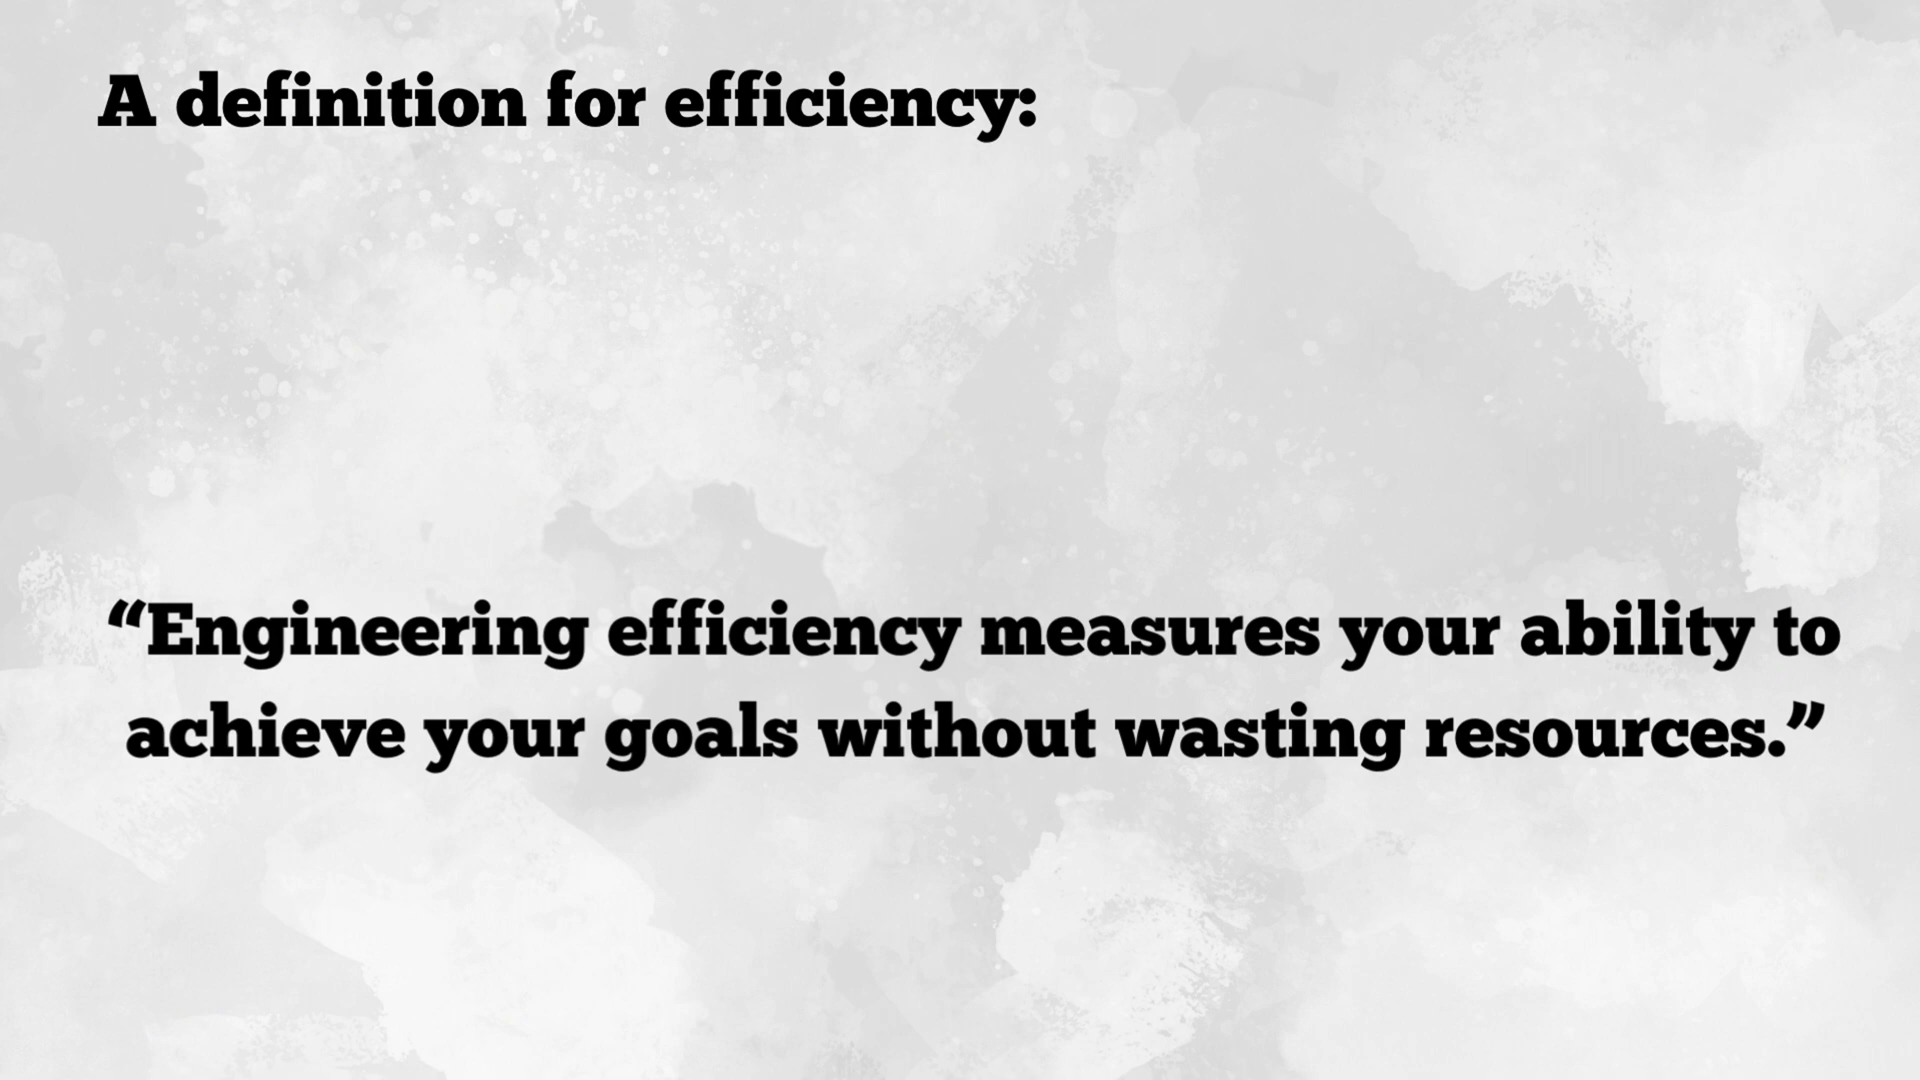 A definition for efficiency:
“Engineering efficiency measures your ability to
achieve your goals without wasting resources.”